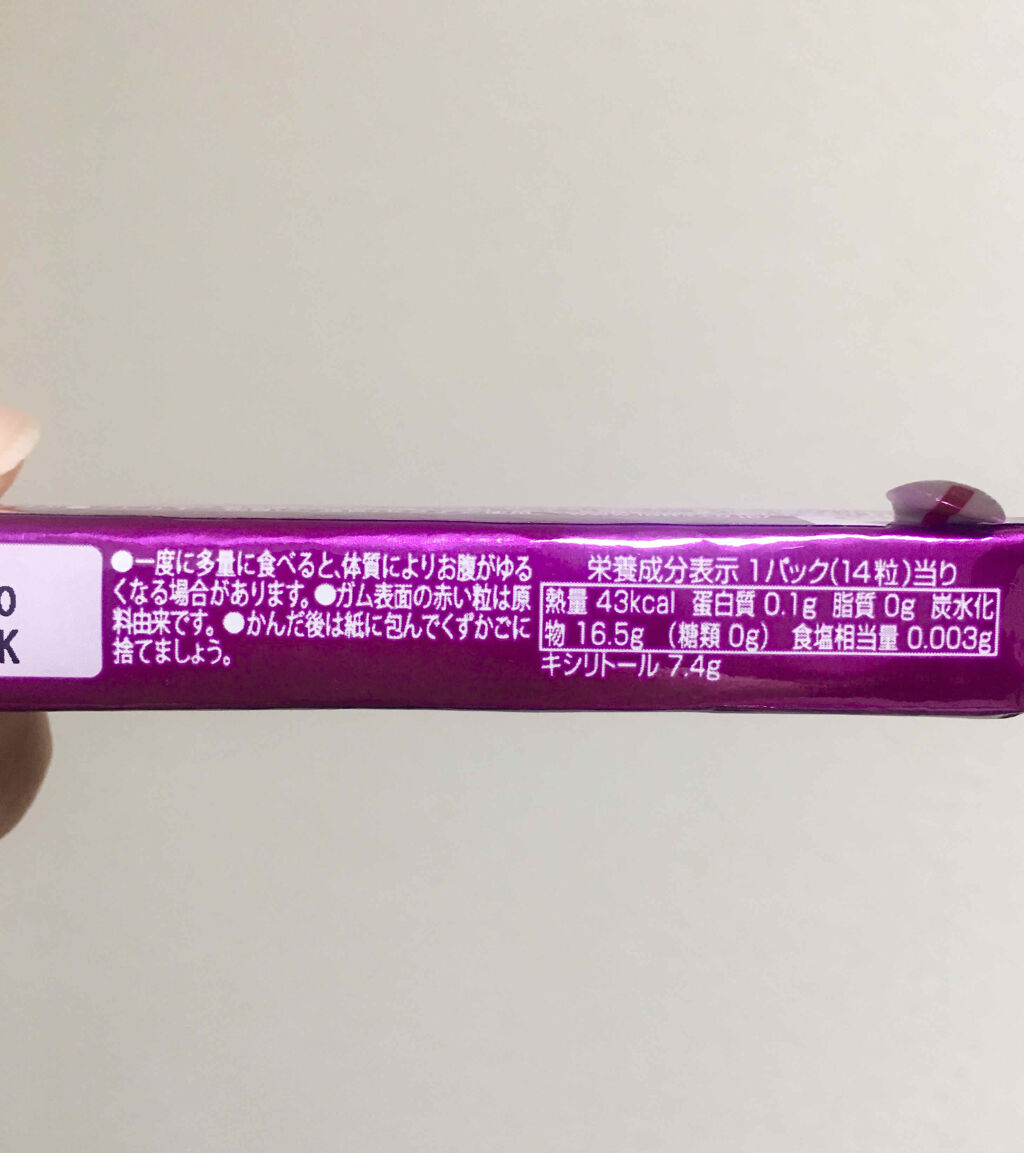 O
K
●一度に多量に食べると、体質によりお腹がゆる
くなる場合があります。●ガム表面の赤い粒は原
料由来です。●かんだ後は紙に包んでくずかごに
捨てましょう。
栄養成分表示 1パック(14粒)当り
熱量 43kcal 蛋白質 0.1g 脂質 0g 炭水化
物 16.5g (糖類 0g) 食塩相当量 0.003g
キシリトール 7.4g